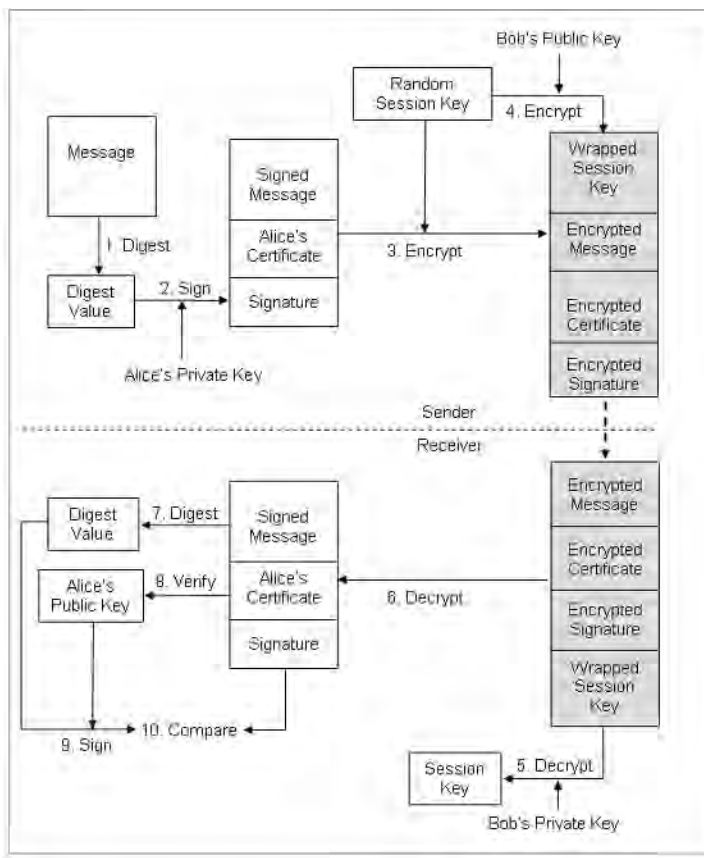 Bob's Public Key
Random
Session Key
4. Encrypt
Message
Signed
Message
Wrapped
Session
Key
1. Digest
Alice's
Certificate
3. Encrypt
Encrypted
Message
Digest
Value
2. Sign
Signature
Encrypted
Certificate
Alice's Private Key
Encrypted
Signature
Sender
Receiver
Digest
Value
7. Digest
Signed
Message
Encrypted
Message
Alice's
Public Key
8. Verify
Alice's
Certificate
6. Decrypt
Encrypted
Certificate
Signature
Encrypted
Signature
Wrapped
Session
Key
9. Sign
10. Compare
Session
Key
5. Decrypt
Bob's Private Key